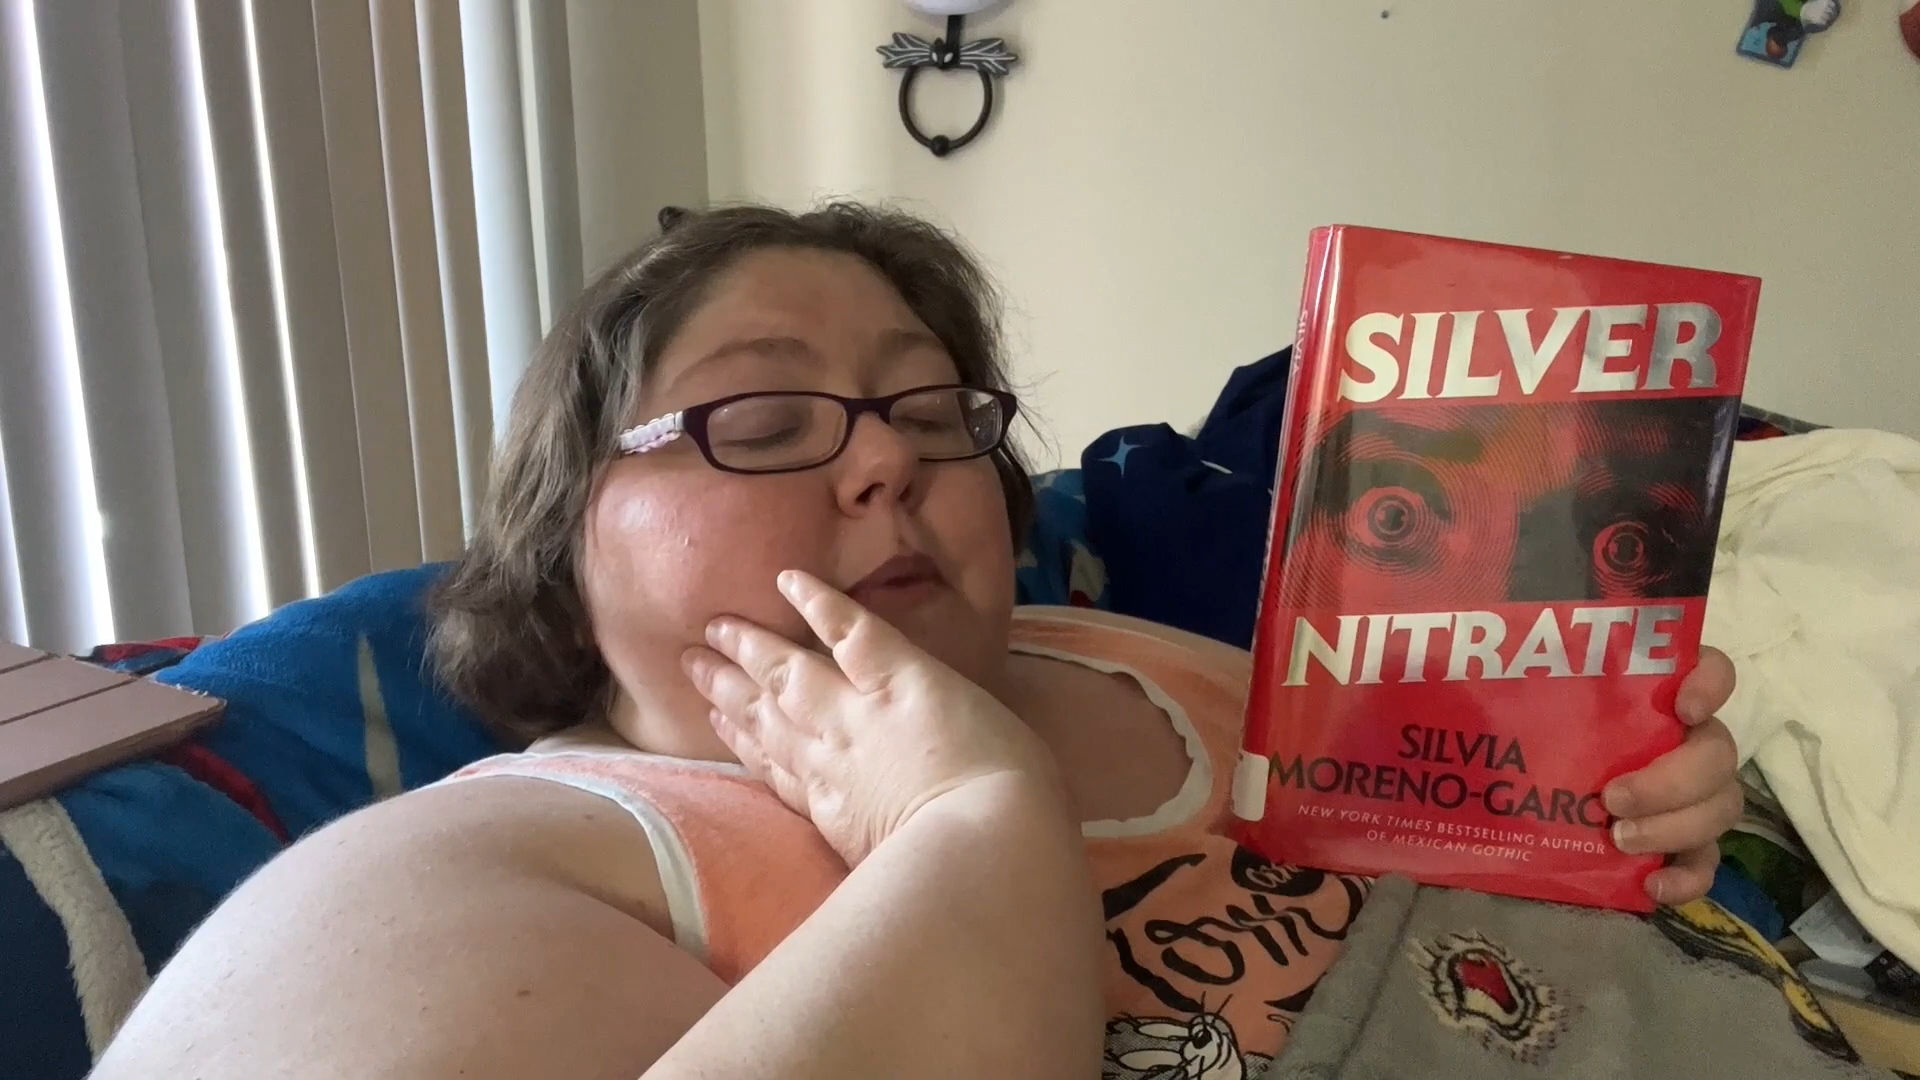 SILVER
NITRATE
SILVIA
MORENO-GARC
NEW YORK TIMES BESTSELLING AUTHOR
OF MEXICAN GOTHIC